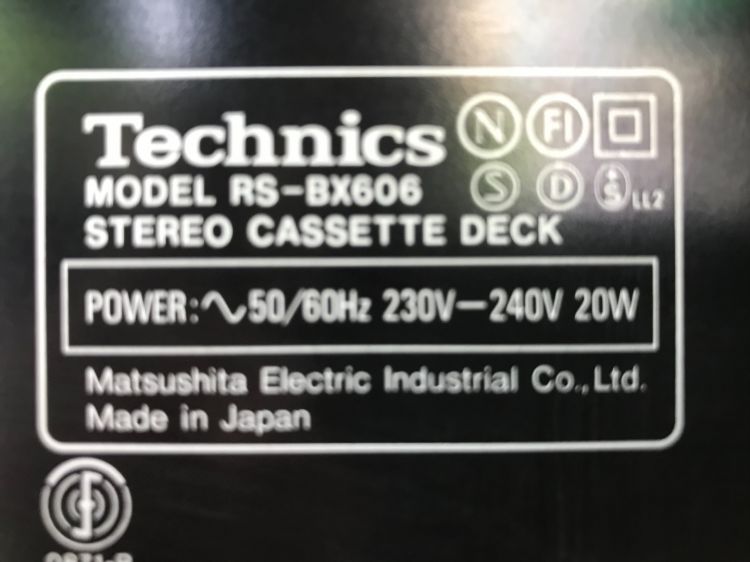 Technics N FI
MODEL RS-BX606 S D S LL2
STEREO CASSETTE DECK
POWER:∿50/60Hz 230V–240V 20W
Matsushita Electric Industrial Co.,Ltd.
Made in Japan